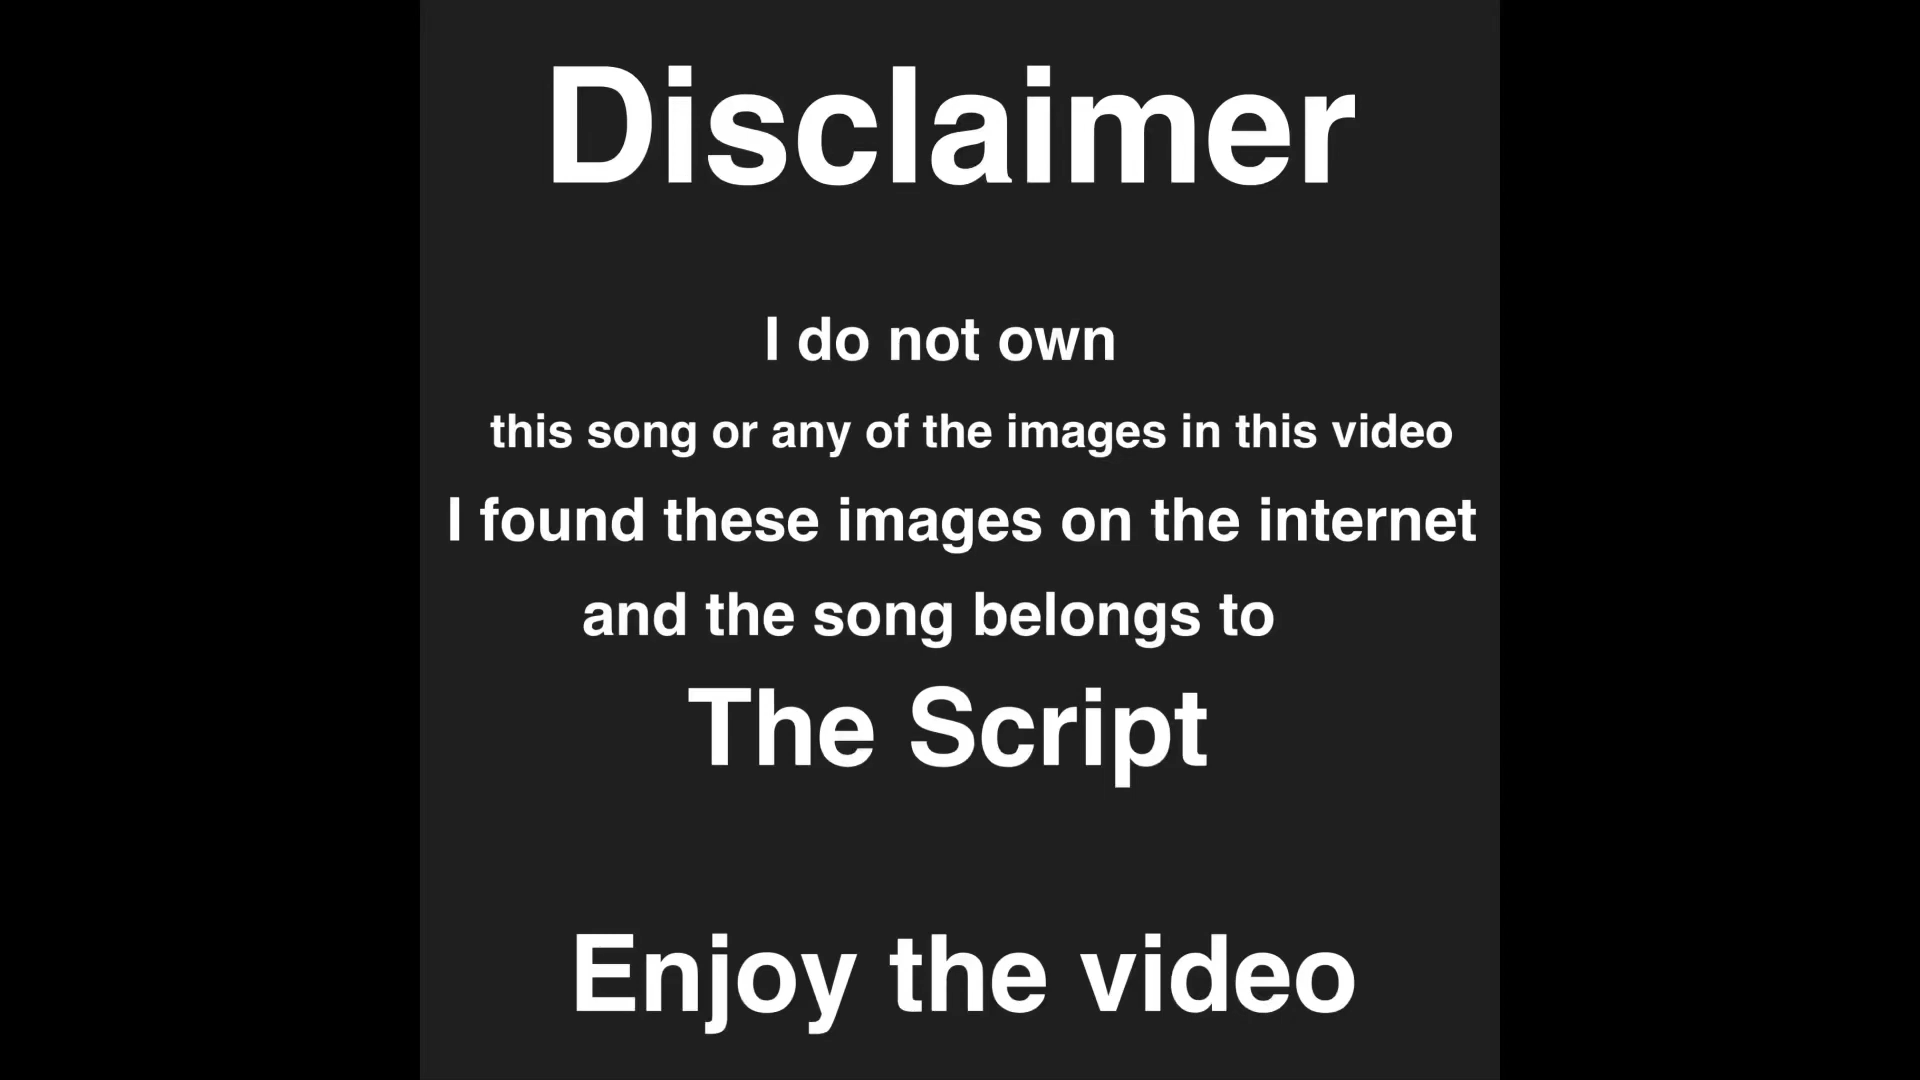 Disclaimer
I do not own
this song or any of the images in this video
I found these images on the internet
and the song belongs to
The Script
Enjoy the video